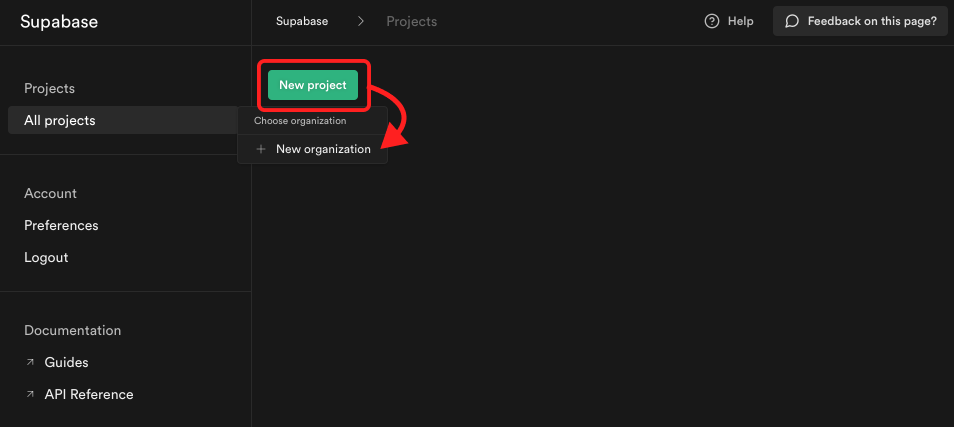 Supabase
Supabase
Projects
Help
Feedback on this page?
Projects
All projects
Account
Preferences
Logout
Documentation
Guides
API Reference
New project
Choose organization
New organization